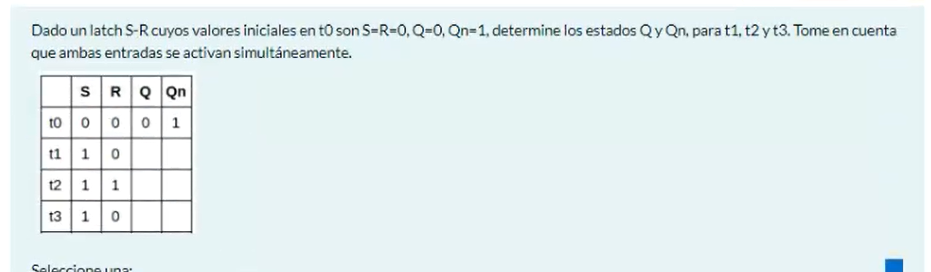 Dado un latch S-R cuyos valores iniciales en t0 son S=R=0, Q=0, Qn=1, determine los estados Q y Qn, para t1, t2 y t3. Tome en cuenta
que ambas entradas se activan simultáneamente.
S R Q Qn
t0 0 0 0 1
t1 1 0
t2 1 1
t3 1 0
Seleccione una: